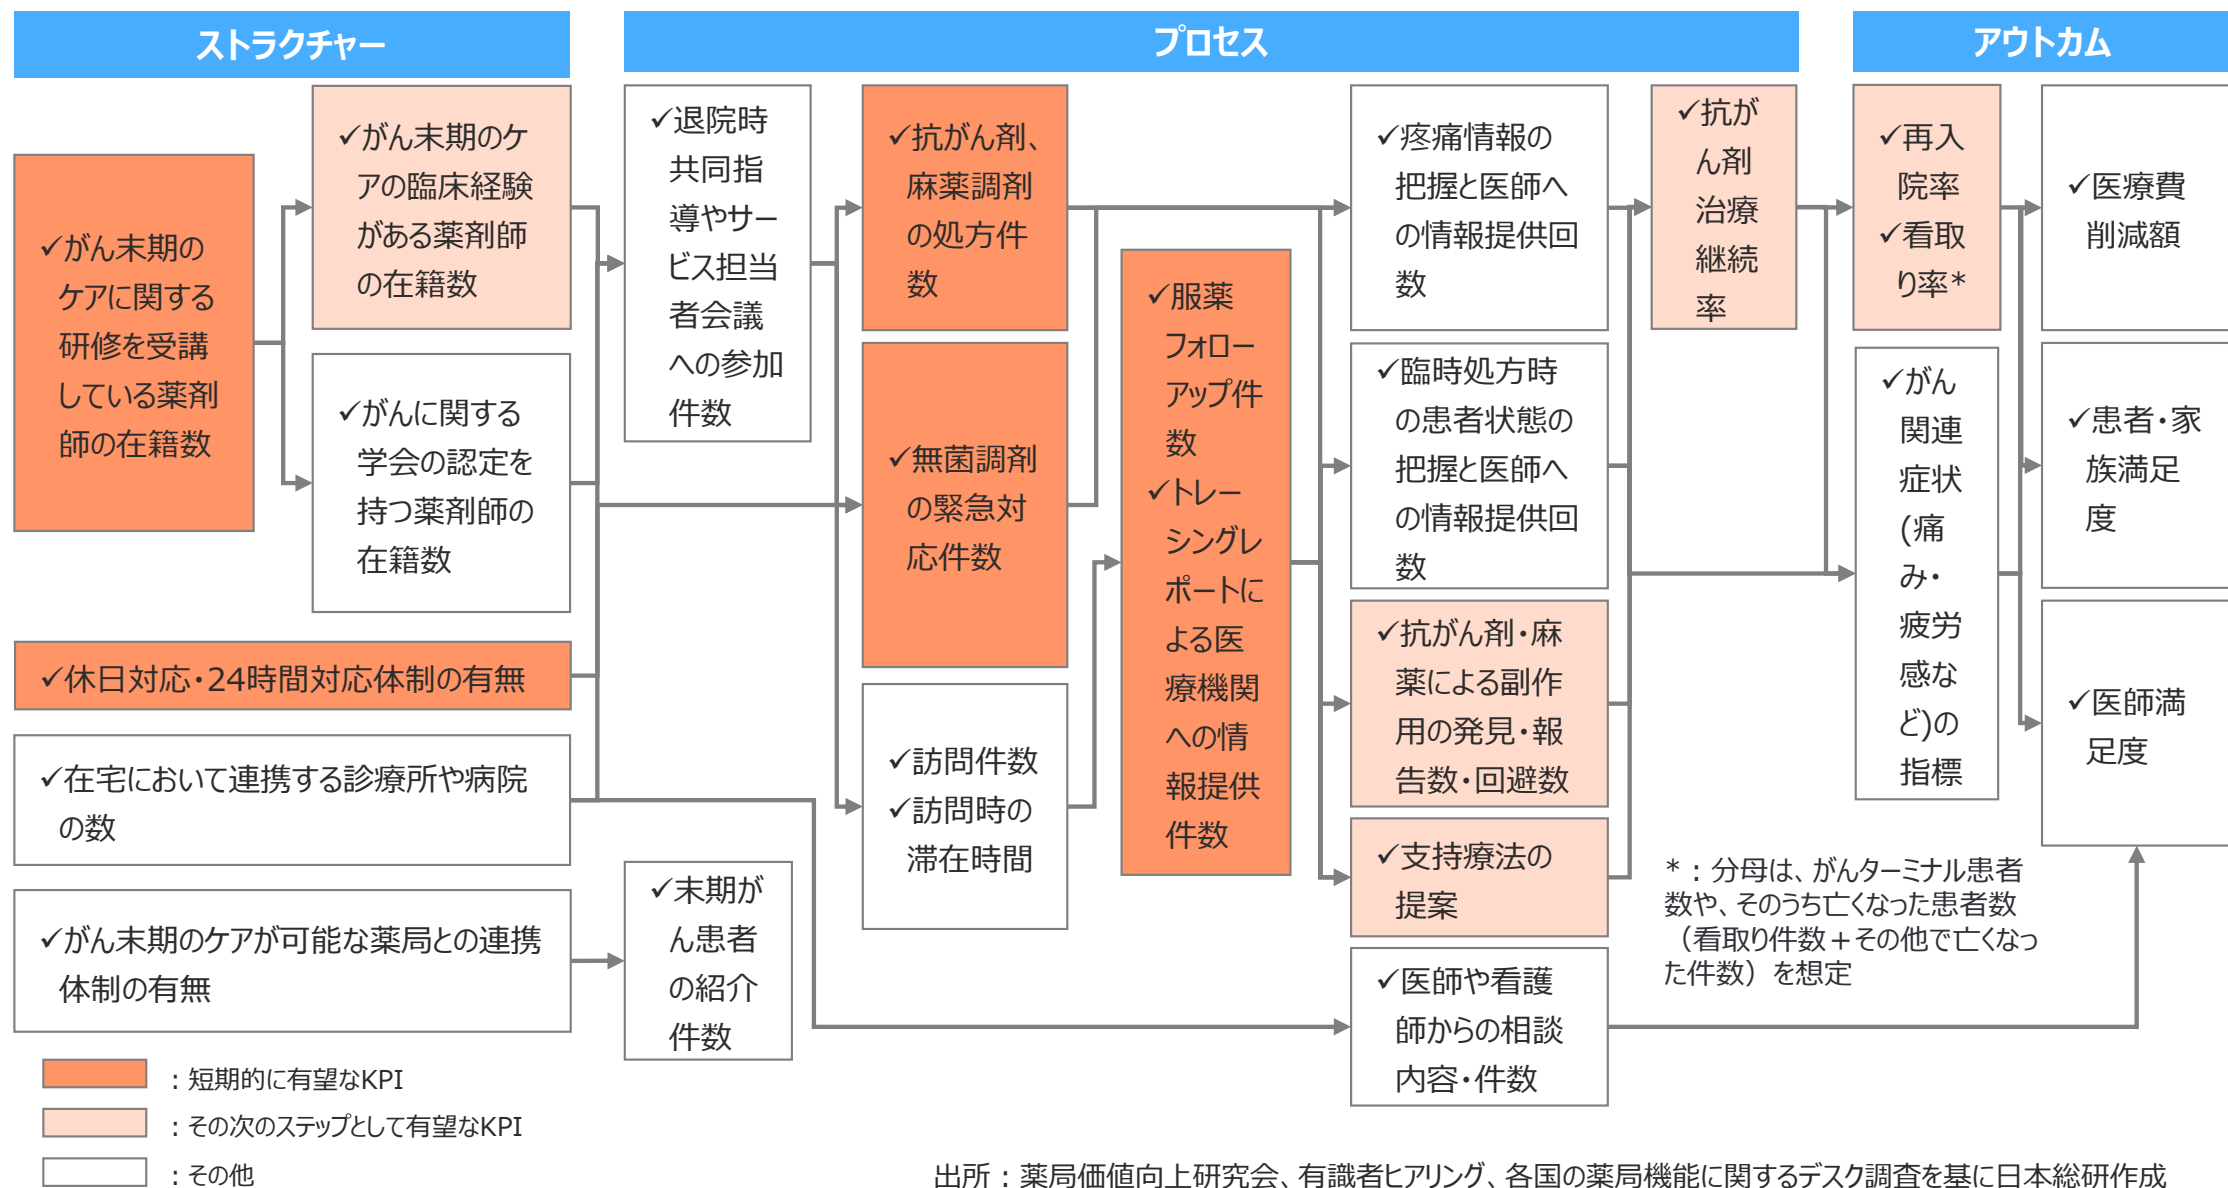 ストラクチャー
プロセス
アウトカム
✓がん末期の
ケアに関する
研修を受講
している薬剤
師の在籍数
✓がん末期のケ
アの臨床経験
がある薬剤師
の在籍数
✓がんに関する
学会の認定を
持つ薬剤師の
在籍数
✓休日対応・24時間対応体制の有無
✓在宅において連携する診療所や病院
の数
✓がん末期のケアが可能な薬局との連携
体制の有無
✓退院時
共同指
導やサー
ビス担当
者会議
への参加
件数
✓末期が
ん患者
の紹介
件数
✓抗がん剤、
麻薬調剤
の処方件
数
✓無菌調剤
の緊急対
応件数
✓訪問件数
✓訪問時の
滞在時間
✓服薬
フォロー
アップ件
数
✓トレー
シングレ
ポートに
よる医
療機関
への情
報提供
件数
✓疼痛情報の
把握と医師へ
の情報提供回
数
✓臨時処方時
の患者状態の
把握と医師へ
の情報提供回
数
✓抗がん剤・麻
薬による副作
用の発見・報
告数・回避数
✓支持療法の
提案
✓医師や看護
師からの相談
内容・件数
✓抗が
ん剤
治療
継続
率
✓再入
院率
✓看取
り率*
✓がん
関連
症状
(痛
み・
疲労
感な
ど)の
指標
✓医療費
削減額
✓患者・家
族満足
度
✓医師満
足度
*：分母は、がんターミナル患者
数や、そのうち亡くなった患者数
（看取り件数＋その他で亡くなっ
た件数）を想定
：短期的に有望なKPI
：その次のステップとして有望なKPI
：その他
出所：薬局価値向上研究会、有識者ヒアリング、各国の薬局機能に関するデスク調査を基に日本総研作成